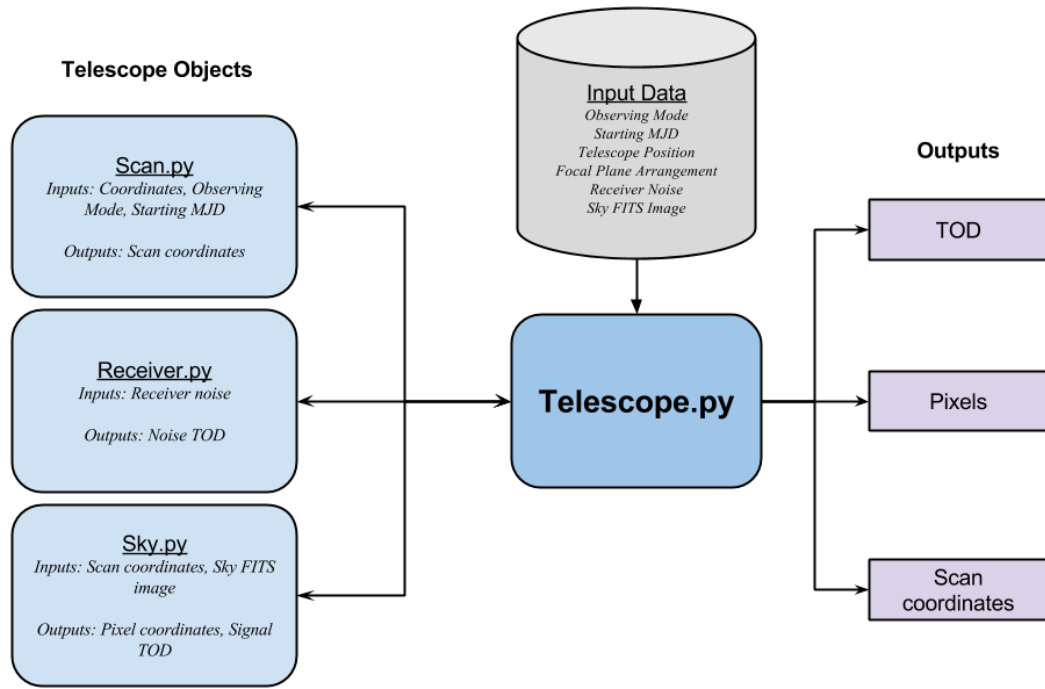 Telescope Objects
Scan.py
Inputs: Coordinates, Observing
Mode, Starting MJD
Outputs: Scan coordinates
Receiver.py
Inputs: Receiver noise
Outputs: Noise TOD
Sky.py
Inputs: Scan coordinates, Sky FITS
image
Outputs: Pixel coordinates, Signal
TOD
Input Data
Observing Mode
Starting MJD
Telescope Position
Focal Plane Arrangement
Receiver Noise
Sky FITS Image
Telescope.py
Outputs
TOD
Pixels
Scan
coordinates